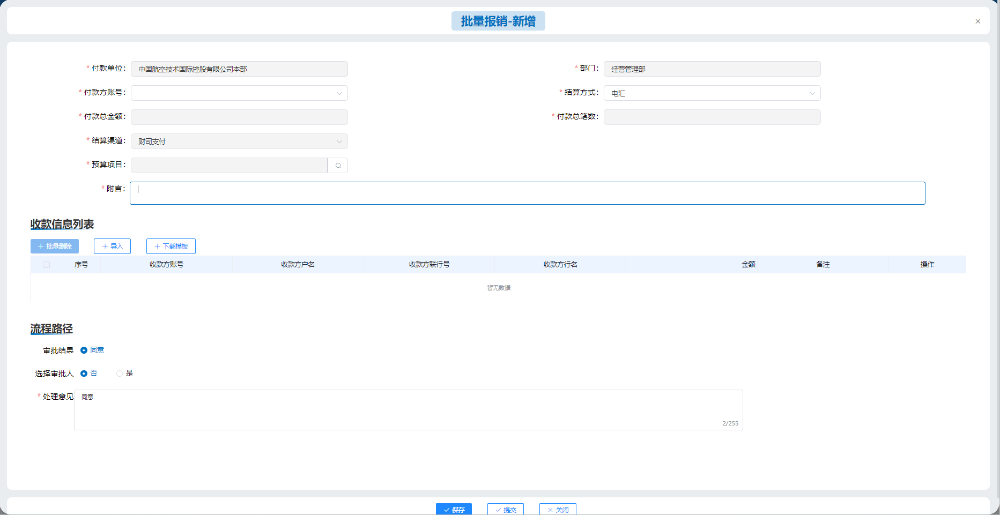 批量报销-新增
* 付款单位: 中国航空技术国际控股有限公司本部 * 部门: 经营管理部
* 付款方账号: * 结算方式: 电汇
* 付款总金额: * 付款总笔数:
* 结算渠道: 财司支付
* 预算项目:
* 附言:
收款信息列表
批量删除 导入 下载模板
序号 收款方账号 收款方户名 收款方联行号 收款方行名 金额 备注 操作
暂无数据
流程路径
审批结果 同意
选择审批人 否 是
* 处理意见 同意
2/255
保存 提交 关闭